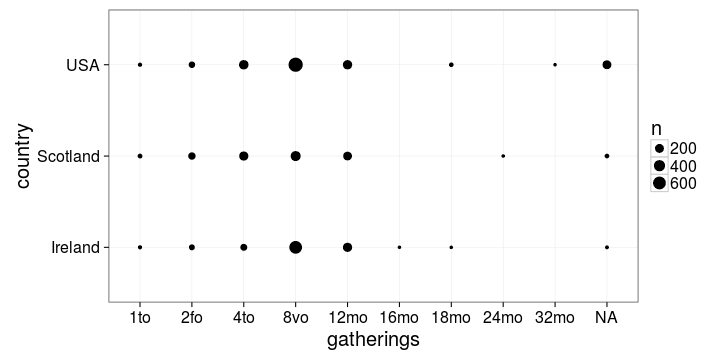 country
USA
Scotland
Ireland
1to 2fo 4to 8vo 12mo 16mo 18mo 24mo 32mo NA
gatherings
n
200
400
600